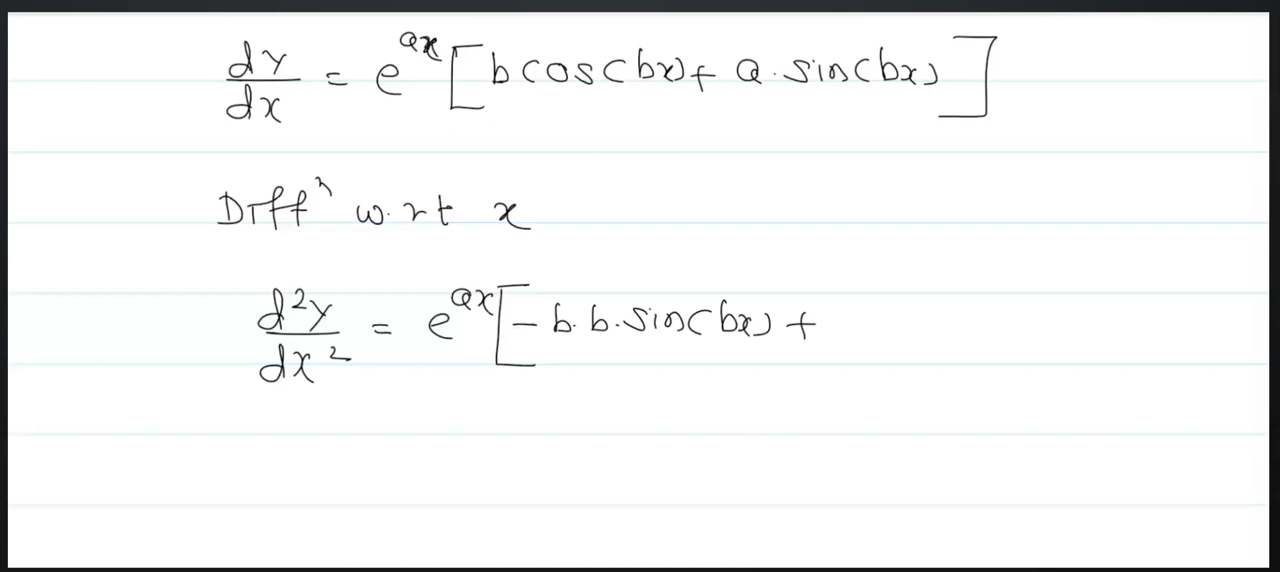 dy/dx = e^{ax} [ b cos(bx) + a · sin(bx) ]
Diffⁿ w.r.t x
d²y/dx² = e^{ax} [ - b. b. sin(bx) +